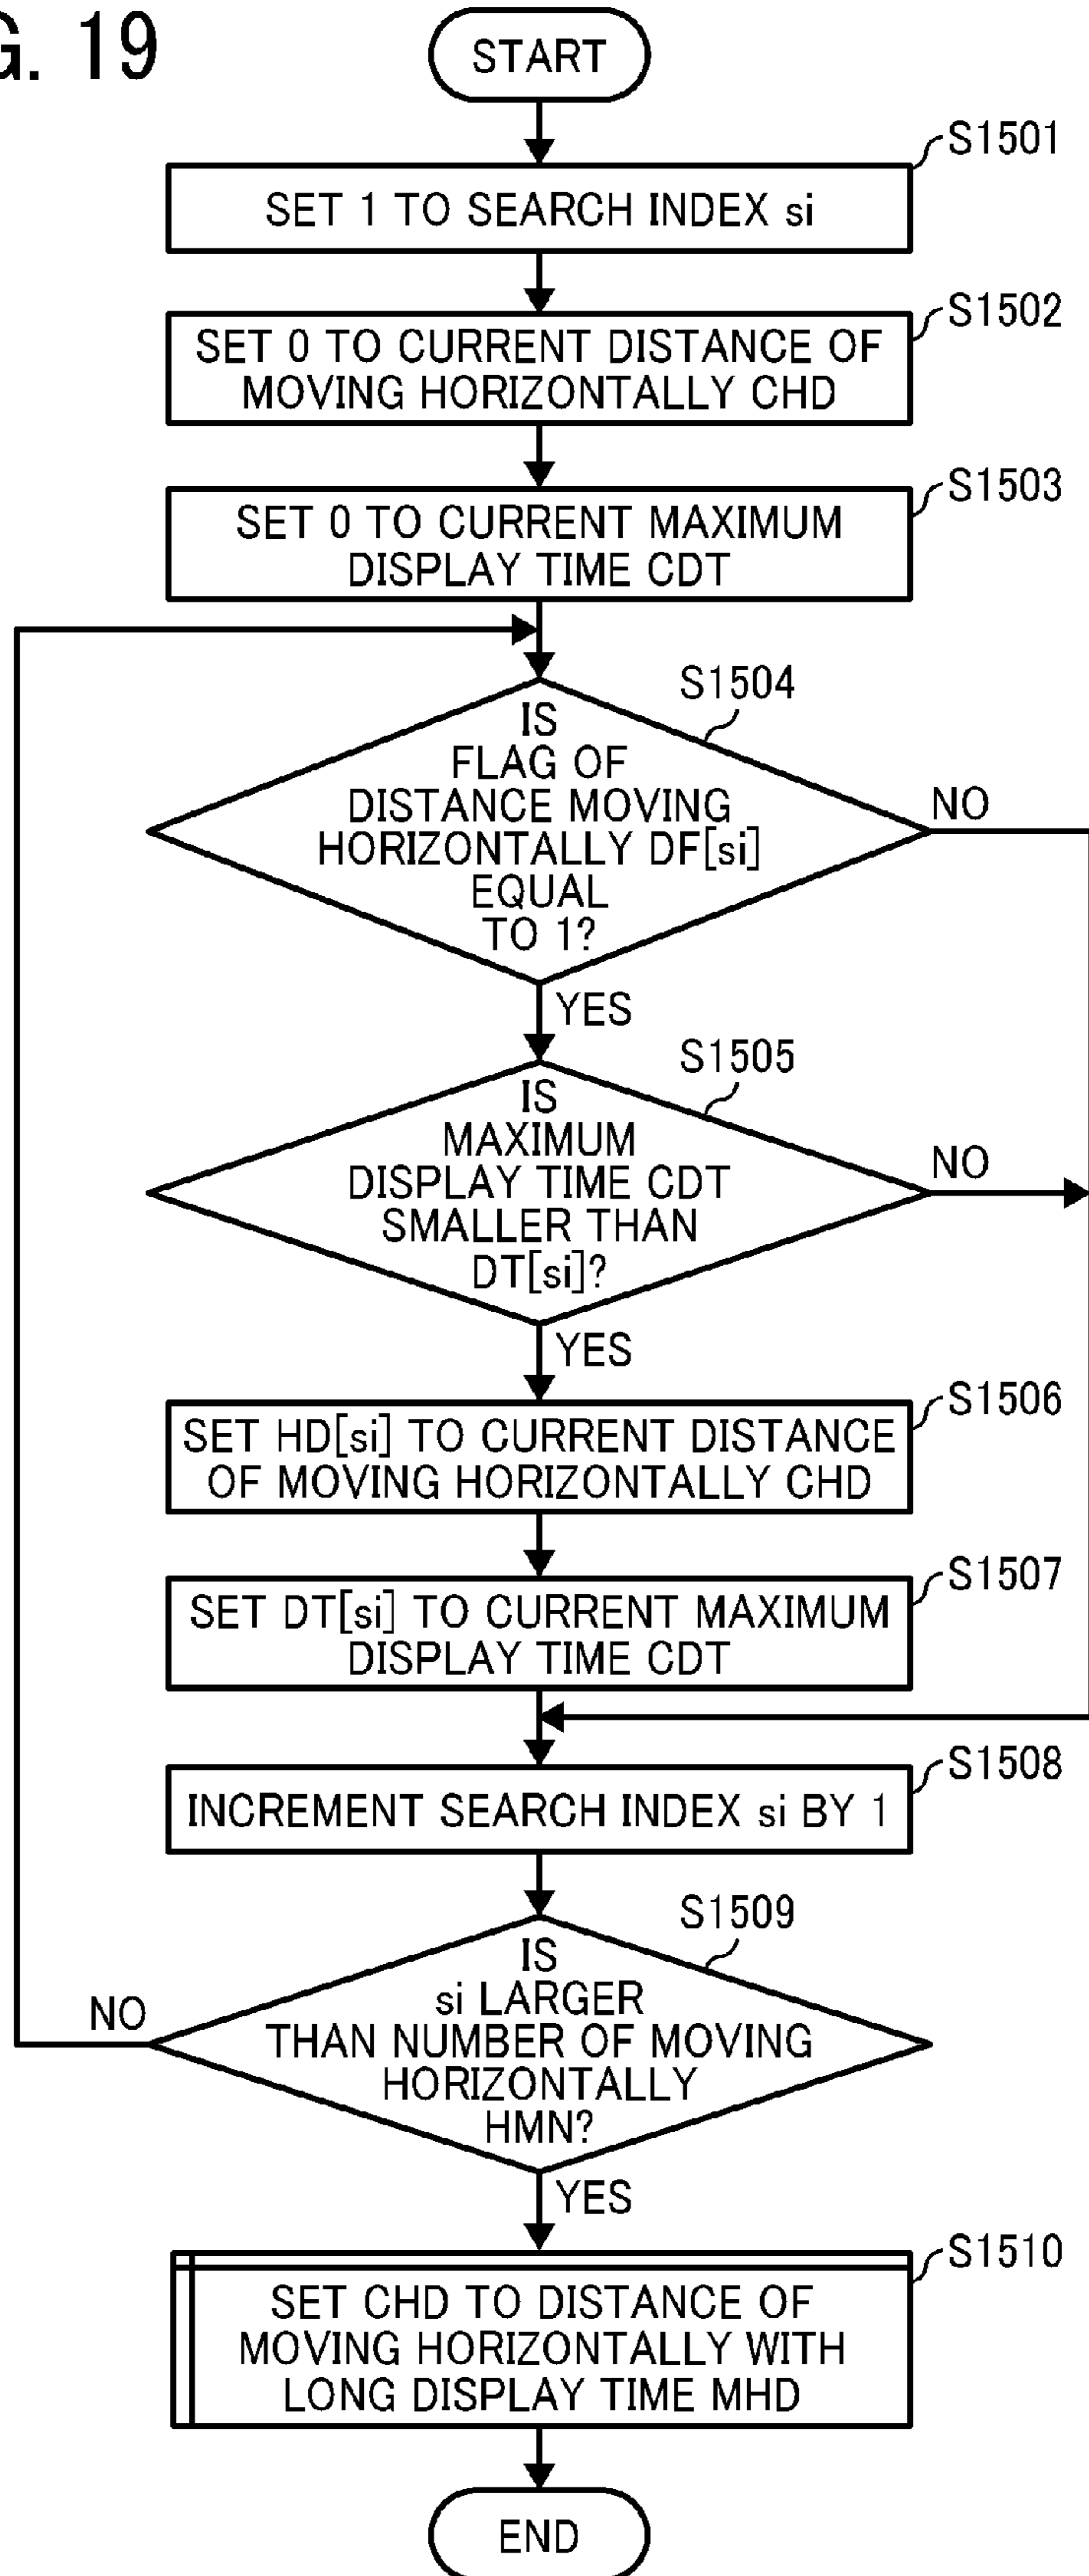 G. 19
START
S1501
SET 1 TO SEARCH INDEX si
S1502
SET 0 TO CURRENT DISTANCE OF
MOVING HORIZONTALLY CHD
S1503
SET 0 TO CURRENT MAXIMUM
DISPLAY TIME CDT
S1504
IS
FLAG OF
DISTANCE MOVING
HORIZONTALLY DF[si]
EQUAL
TO 1?
NO
YES
S1505
IS
MAXIMUM
DISPLAY TIME CDT
SMALLER THAN
DT[si]?
NO
YES
S1506
SET HD[si] TO CURRENT DISTANCE
OF MOVING HORIZONTALLY CHD
S1507
SET DT[si] TO CURRENT MAXIMUM
DISPLAY TIME CDT
S1508
INCREMENT SEARCH INDEX si BY 1
S1509
IS
si LARGER
THAN NUMBER OF MOVING
HORIZONTALLY
HMN?
NO
YES
S1510
SET CHD TO DISTANCE OF
MOVING HORIZONTALLY WITH
LONG DISPLAY TIME MHD
END